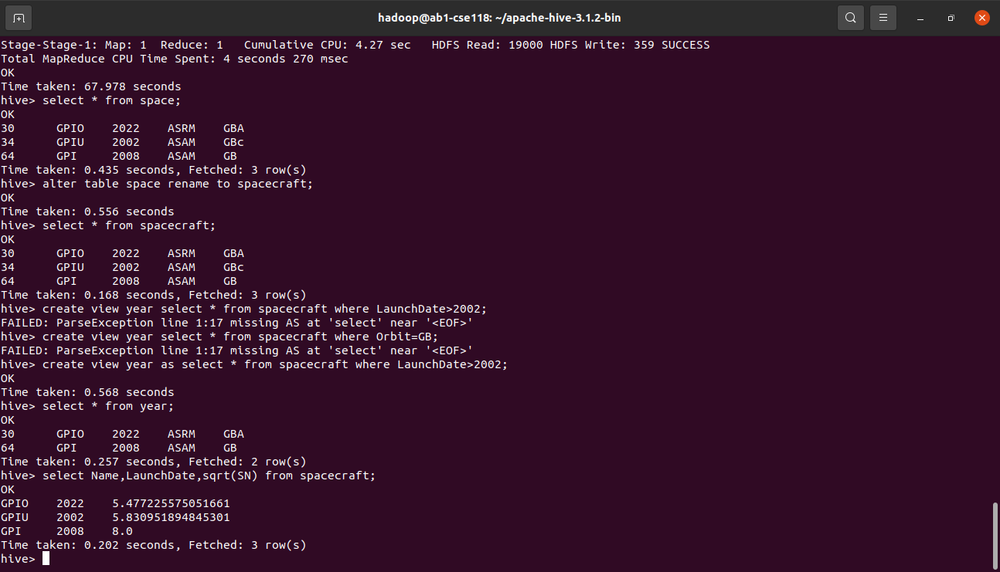 hadoop@ab1-cse118: ~/apache-hive-3.1.2-bin
Stage-Stage-1: Map: 1  Reduce: 1   Cumulative CPU: 4.27 sec   HDFS Read: 19000 HDFS Write: 359 SUCCESS
Total MapReduce CPU Time Spent: 4 seconds 270 msec
OK
Time taken: 67.978 seconds
hive> select * from space;
OK
30      GPIO    2022    ASRM    GBA
34      GPIU    2002    ASAM    GBc
64      GPI     2008    ASAM    GB
Time taken: 0.435 seconds, Fetched: 3 row(s)
hive> alter table space rename to spacecraft;
OK
Time taken: 0.556 seconds
hive> select * from spacecraft;
OK
30      GPIO    2022    ASRM    GBA
34      GPIU    2002    ASAM    GBc
64      GPI     2008    ASAM    GB
Time taken: 0.168 seconds, Fetched: 3 row(s)
hive> create view year select * from spacecraft where LaunchDate>2002;
FAILED: ParseException line 1:17 missing AS at 'select' near '<EOF>'
hive> create view year select * from spacecraft where Orbit=GB;
FAILED: ParseException line 1:17 missing AS at 'select' near '<EOF>'
hive> create view year as select * from spacecraft where LaunchDate>2002;
OK
Time taken: 0.568 seconds
hive> select * from year;
OK
30      GPIO    2022    ASRM    GBA
64      GPI     2008    ASAM    GB
Time taken: 0.257 seconds, Fetched: 2 row(s)
hive> select Name,LaunchDate,sqrt(SN) from spacecraft;
OK
GPIO    2022    5.477225575051661
GPIU    2002    5.830951894845301
GPI     2008    8.0
Time taken: 0.202 seconds, Fetched: 3 row(s)
hive>